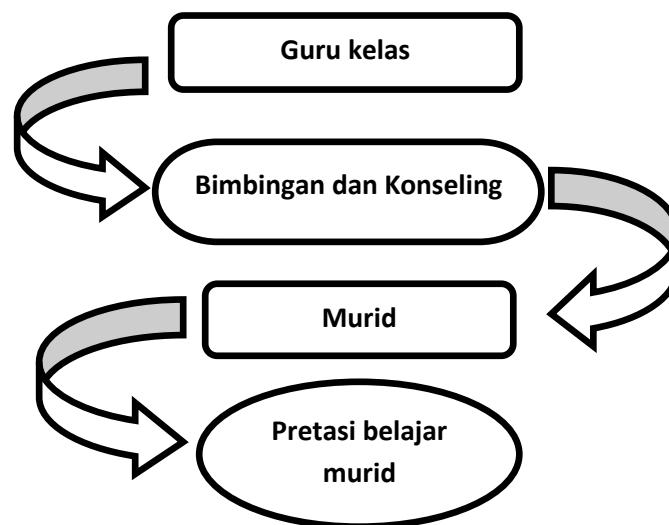 Guru kelas
Bimbingan dan Konseling
Murid
Pretasi belajar
murid